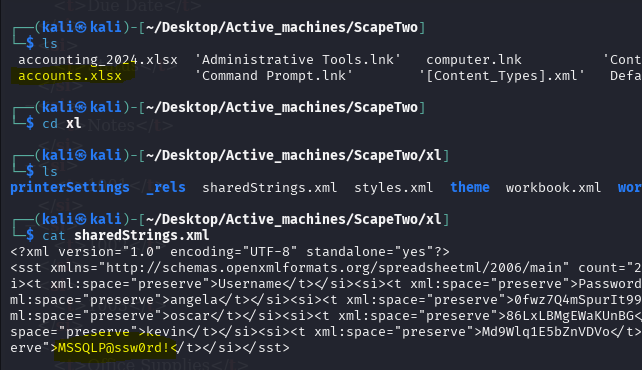 ┌──(kali㉿kali)-[~/Desktop/Active_machines/ScapeTwo]
└─$ ls
accounting_2024.xlsx 'Administrative Tools.lnk' computer.lnk 'Cont
accounts.xlsx 'Command Prompt.lnk' '[Content_Types].xml' Defa
┌──(kali㉿kali)-[~/Desktop/Active_machines/ScapeTwo]
└─$ cd xl
┌──(kali㉿kali)-[~/Desktop/Active_machines/ScapeTwo/xl]
└─$ ls
printerSettings _rels sharedStrings.xml styles.xml theme workbook.xml wor
┌──(kali㉿kali)-[~/Desktop/Active_machines/ScapeTwo/xl]
└─$ cat sharedStrings.xml
<?xml version="1.0" encoding="UTF-8" standalone="yes"?>
<sst xmlns="http://schemas.openxmlformats.org/spreadsheetml/2006/main" count="2
i><t xml:space="preserve">Username</t></si><si><t xml:space="preserve">Password
ml:space="preserve">angela</t></si><si><t xml:space="preserve">0fwz7Q4mSpurIt99
ml:space="preserve">oscar</t></si><si><t xml:space="preserve">86LxLBMgEWaKUnBG<
space="preserve">kevin</t></si><si><t xml:space="preserve">Md9Wlq1E5bZnVDVo</t>
erve">MSSQLP@ssw0rd!</t></si></sst>